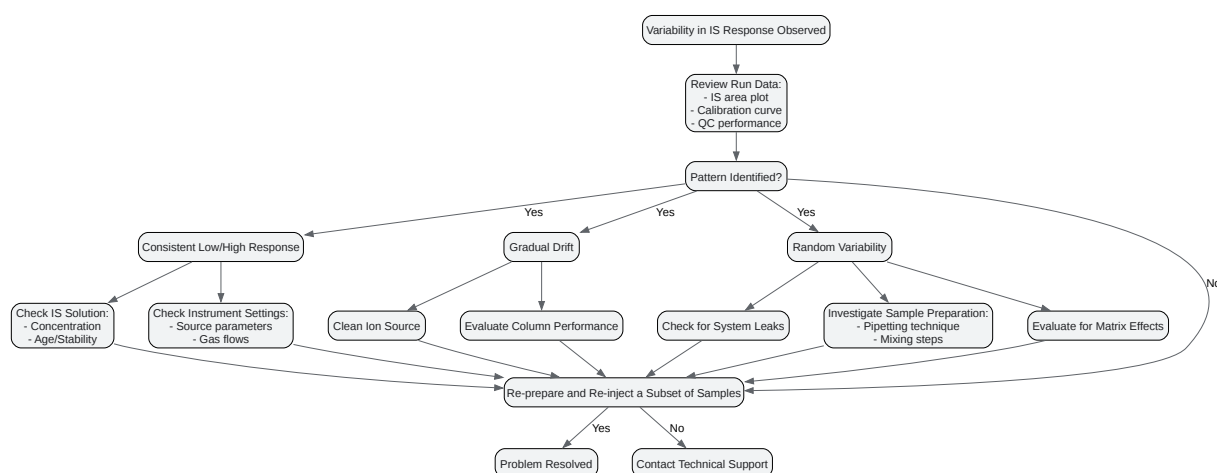 Variability in IS Response Observed
Review Run Data:
- IS area plot
- Calibration curve
- QC performance
Pattern Identified?
Yes
Yes
Yes
No
Consistent Low/High Response
Gradual Drift
Random Variability
Check IS Solution:
- Concentration
- Age/Stability
Check Instrument Settings:
- Source parameters
- Gas flows
Clean Ion Source
Evaluate Column Performance
Check for System Leaks
Investigate Sample Preparation:
- Pipetting technique
- Mixing steps
Evaluate for Matrix Effects
Re-prepare and Re-inject a Subset of Samples
Yes
No
Problem Resolved
Contact Technical Support